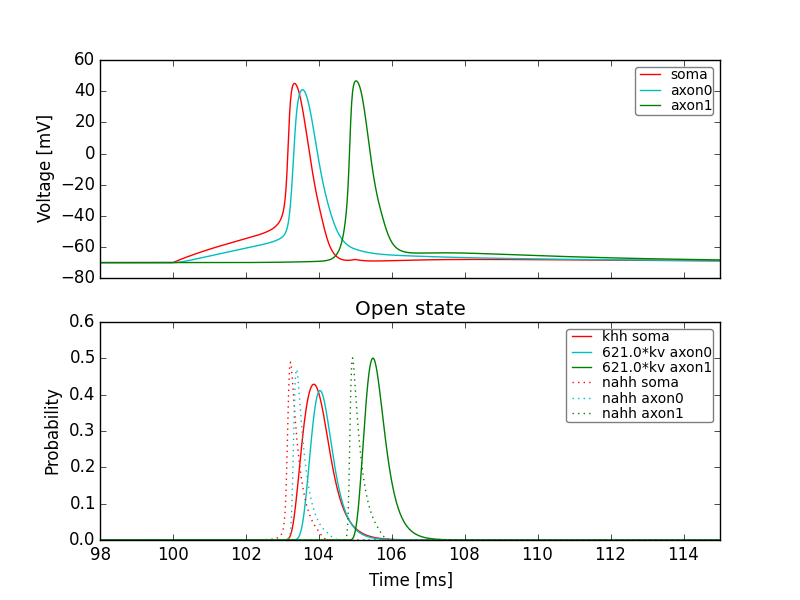 60
40
20
0
−20
−40
−60
−80
Voltage [mV]
soma
axon0
axon1
Open state
0.6
0.5
0.4
0.3
0.2
0.1
0.0
Probability
khh soma
621.0*kv axon0
621.0*kv axon1
nahh soma
nahh axon0
nahh axon1
98 100 102 104 106 108 110 112 114
Time [ms]